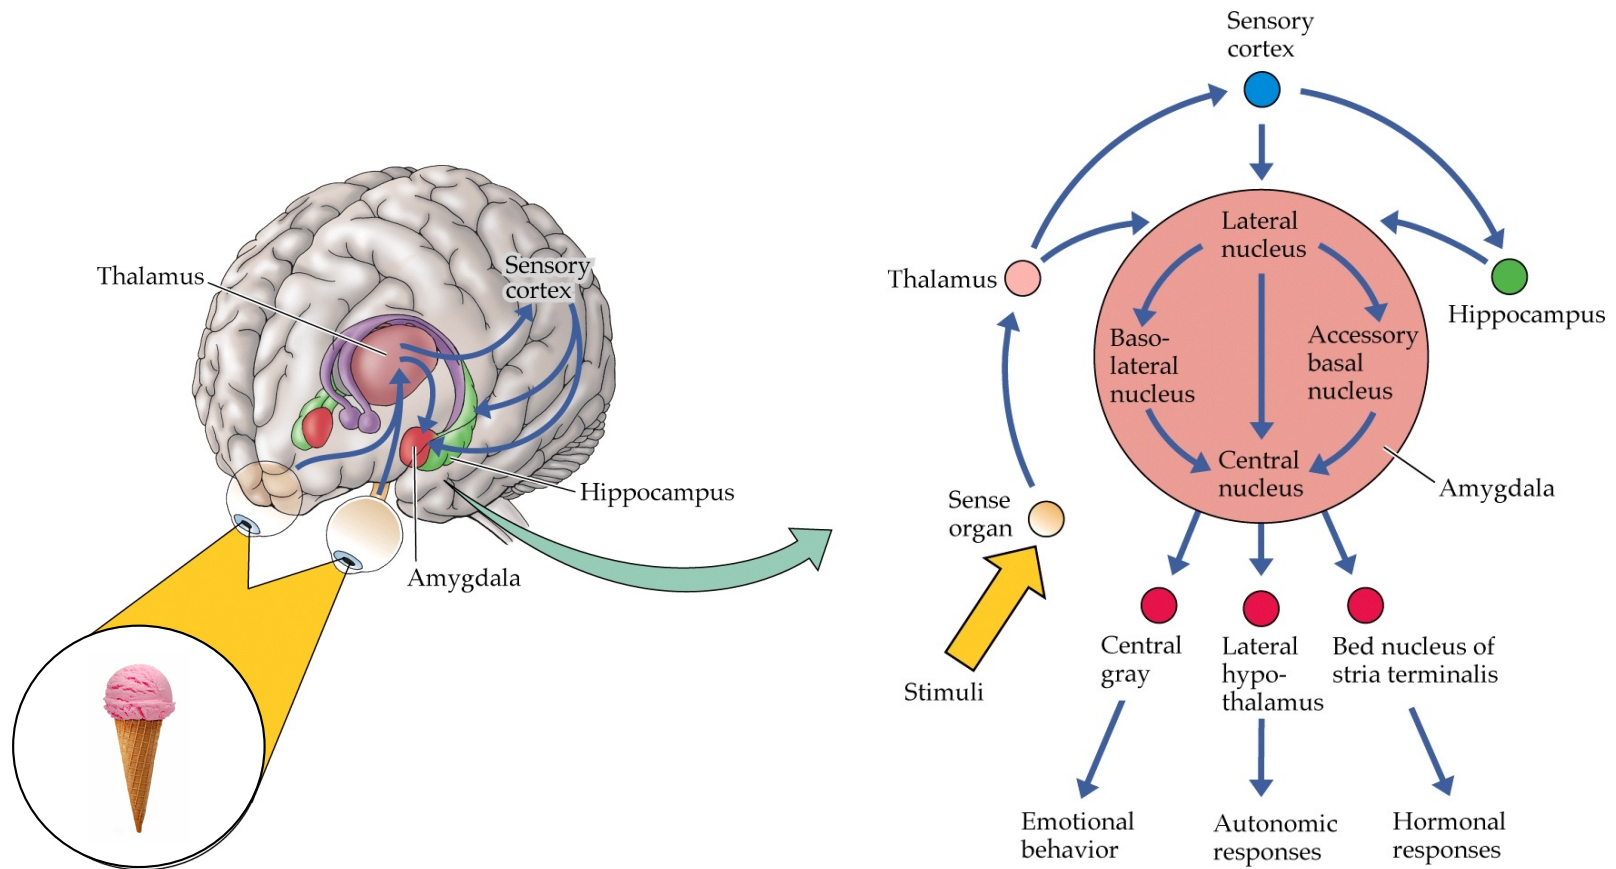 Thalamus
Sensory
cortex
Hippocampus
Amygdala
Sensory
cortex
Thalamus
Hippocampus
Lateral
nucleus
Baso-
lateral
nucleus
Accessory
basal
nucleus
Central
nucleus
Amygdala
Sense
organ
Stimuli
Central
gray
Lateral
hypo-
thalamus
Bed nucleus of
stria terminalis
Emotional
behavior
Autonomic
responses
Hormonal
responses